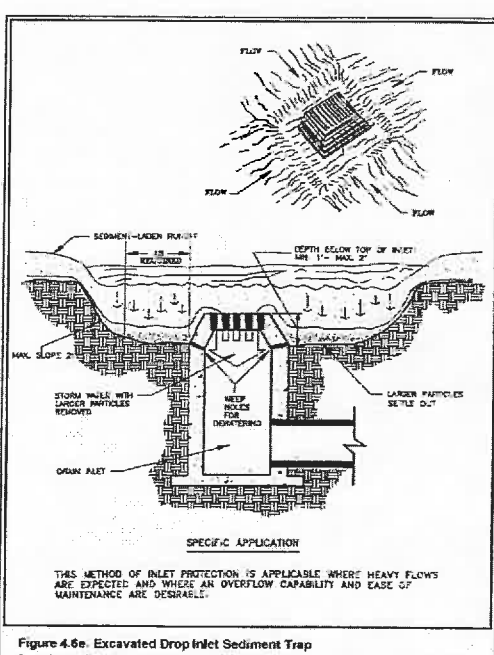 FLOW
FLOW
FLOW
FLOW
SEDIMENT-LADEN RUNOFF
AS
REQUIRED
DEPTH BELOW TOP OF INLET:
MIN. 1'- MAX. 2'
MAX. SLOPE 2:
STORM WATER WITH
LARGER PARTICLES
REMOVED
WEEP
HOLES
FOR
DEWATERING
LARGER PARTICLES
SETTLE OUT
DRAIN INLET
SPECIFIC APPLICATION
THIS METHOD OF INLET PROTECTION IS APPLICABLE WHERE HEAVY FLOWS
ARE EXPECTED AND WHERE AN OVERFLOW CAPABILITY AND EASE OF
MAINTENANCE ARE DESIRABLE.
Figure 4.6e. Excavated Drop Inlet Sediment Trap